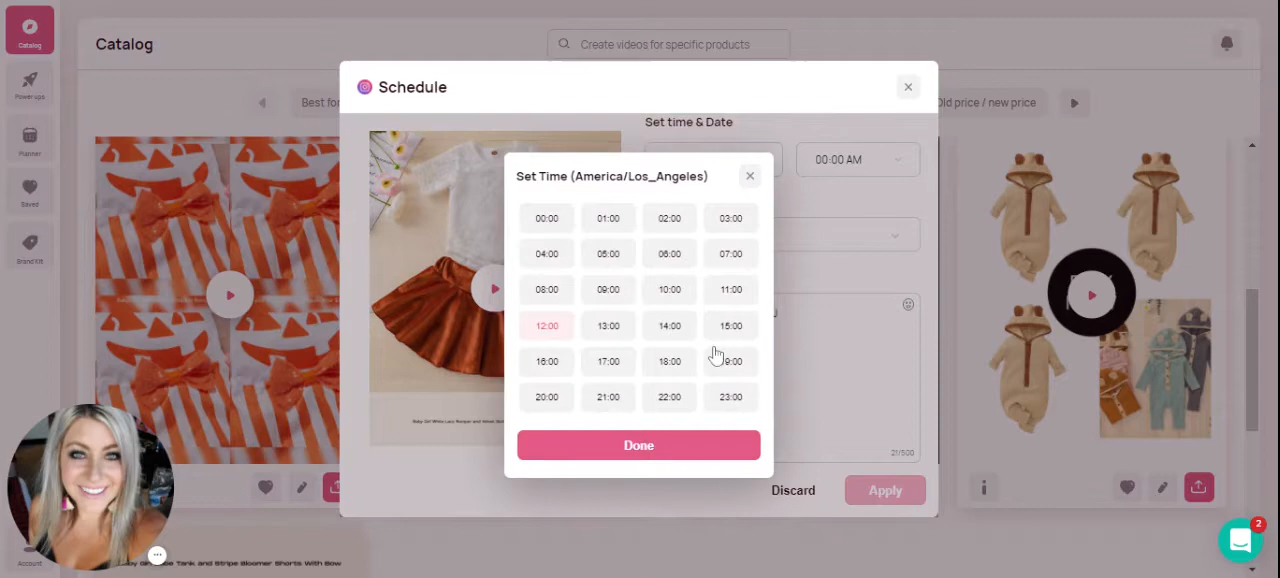 Catalog
Create videos for specific products
Catalog
Power ups
Planner
Saved
Brand Kit
Account
Best for
Old price / new price
Schedule
Set time & Date
00:00 AM
Set Time (America/Los_Angeles)
00:00 01:00 02:00 03:00
04:00 05:00 06:00 07:00
08:00 09:00 10:00 11:00
12:00 13:00 14:00 15:00
16:00 17:00 18:00 19:00
20:00 21:00 22:00 23:00
Done
21/500
Discard
Apply
2